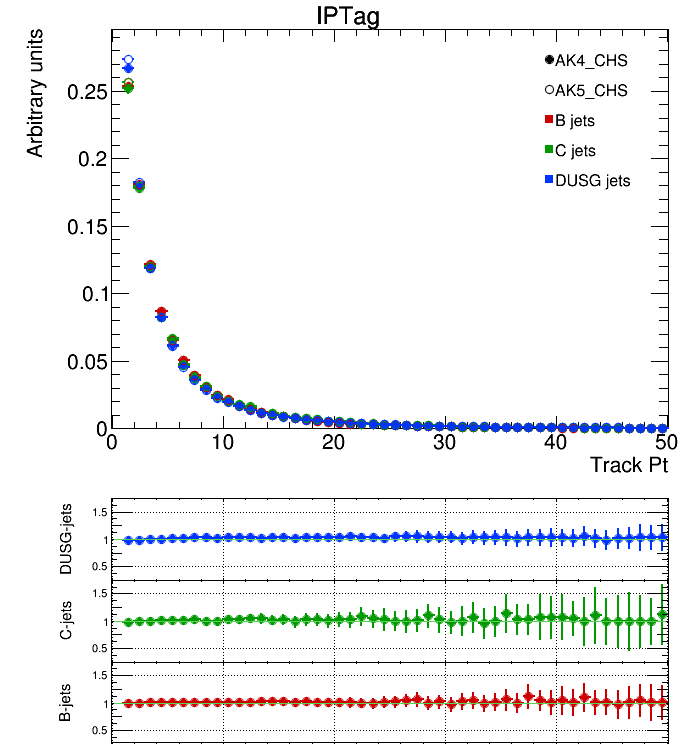 IPTag
Arbitrary units
AK4_CHS
AK5_CHS
B jets
C jets
DUSG jets
0.25
0.2
0.15
0.1
0.05
0
0 10 20 30 40 50
Track Pt
DUSG-jets
1.5
1
0.5
C-jets
1.5
1
0.5
B-jets
1.5
1
0.5